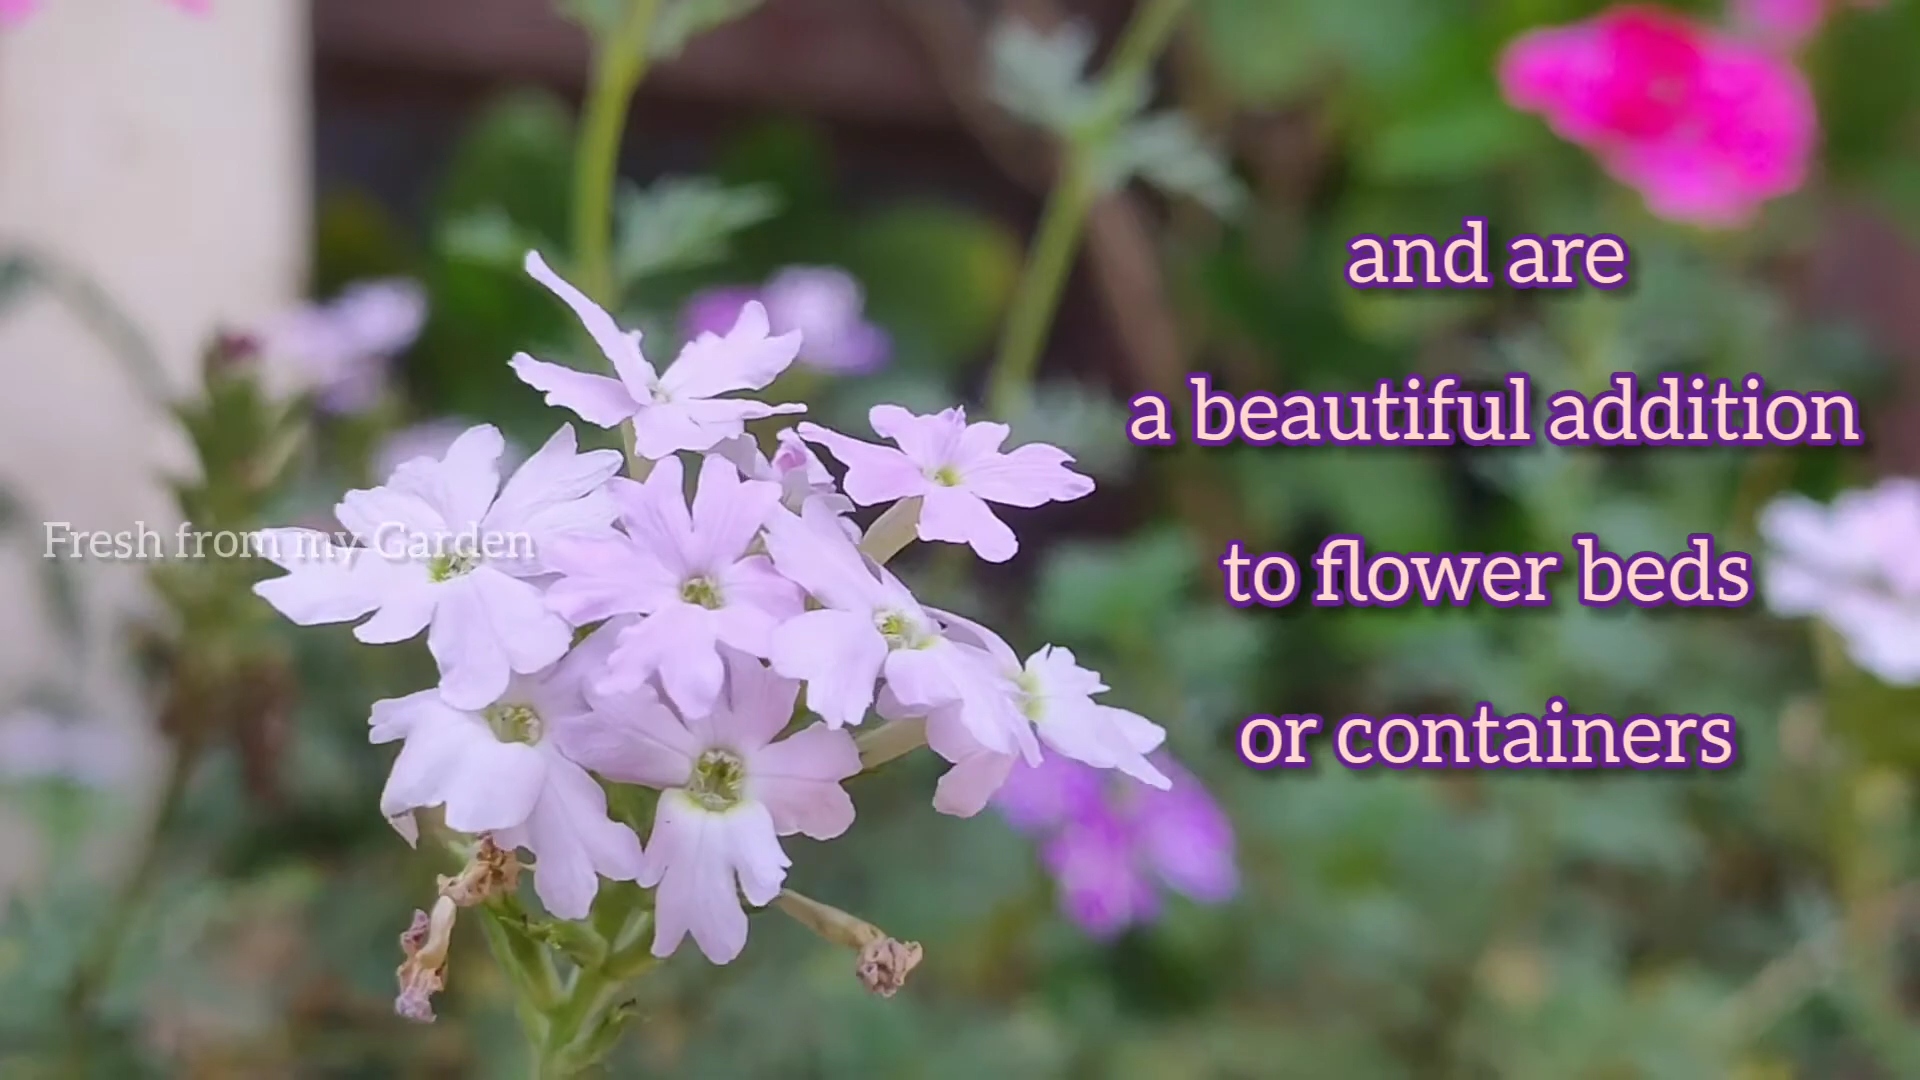 and are
a beautiful addition
to flower beds
or containers
Fresh from my Garden